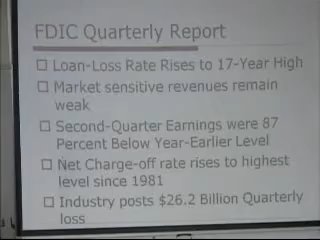 FDIC Quarterly Report
□ Loan-Loss Rate Rises to 17-Year High
□ Market sensitive revenues remain
weak
□ Second-Quarter Earnings were 87
Percent Below Year-Earlier Level
□ Net Charge-off rate rises to highest
level since 1981
□ Industry posts $26.2 Billion Quarterly
loss